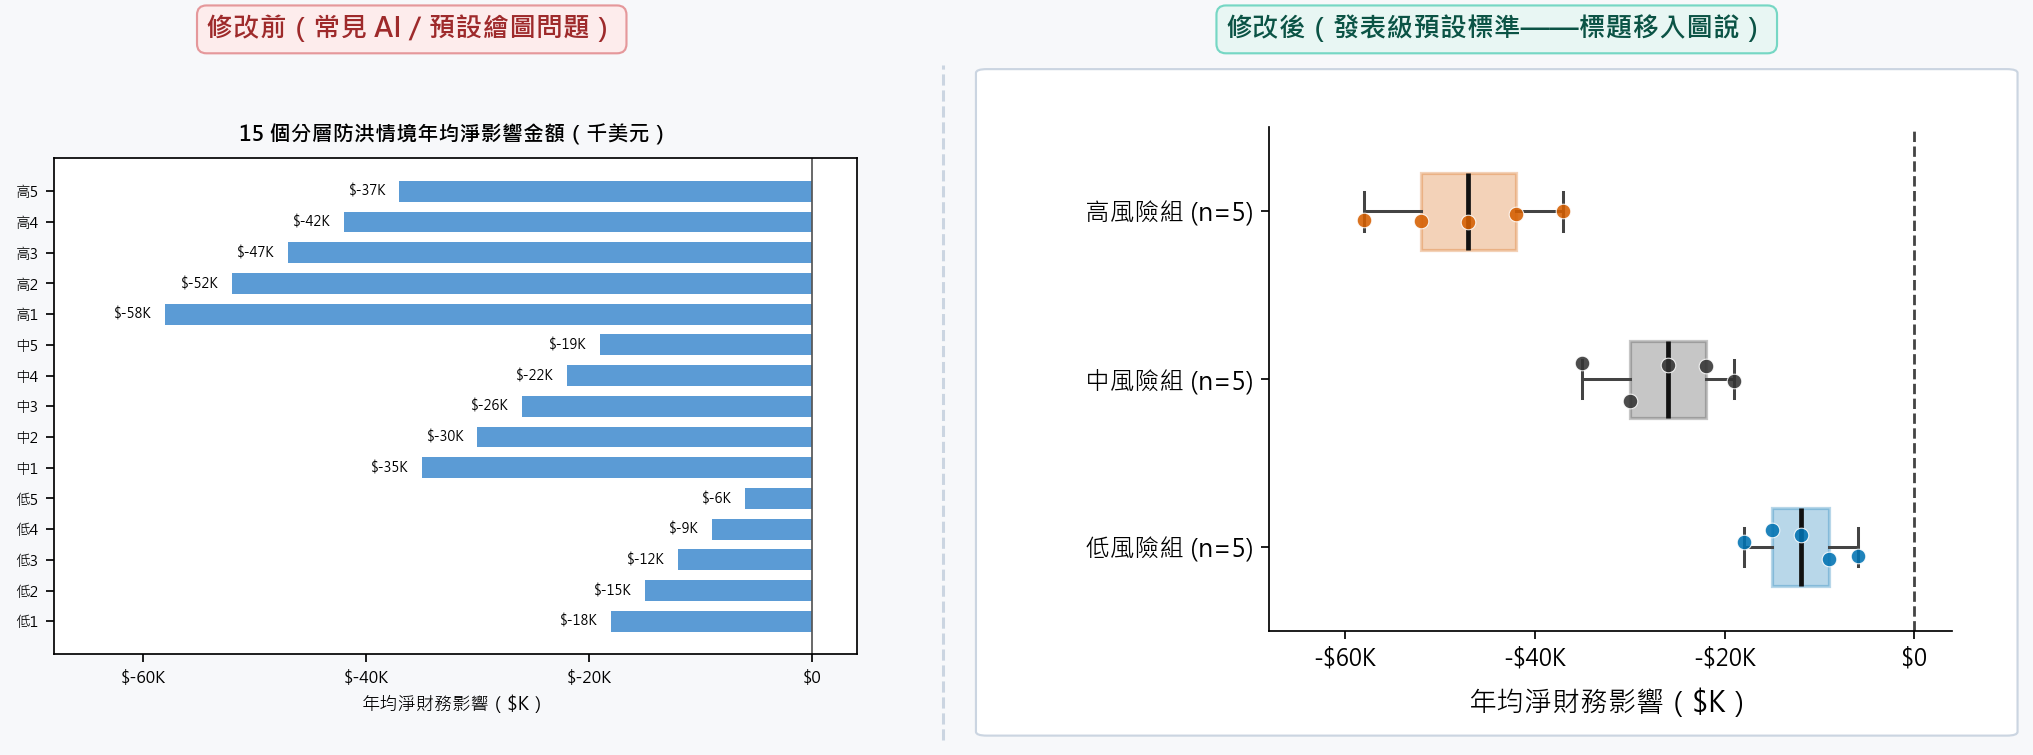 修改前（常見 AI / 預設繪圖問題）
15 個分層防洪情境年均淨影響金額（千美元）
高5
$-37K
高4
$-42K
高3
$-47K
高2
$-52K
高1
$-58K
中5
$-19K
中4
$-22K
中3
$-26K
中2
$-30K
中1
$-35K
低5
$-6K
低4
$-9K
低3
$-12K
低2
$-15K
低1
$-18K
$-60K $-40K $-20K $0
年均淨財務影響（$K）
修改後（發表級預設標準——標題移入圖說）
高風險組 (n=5)
中風險組 (n=5)
低風險組 (n=5)
-$60K -$40K -$20K $0
年均淨財務影響（$K）